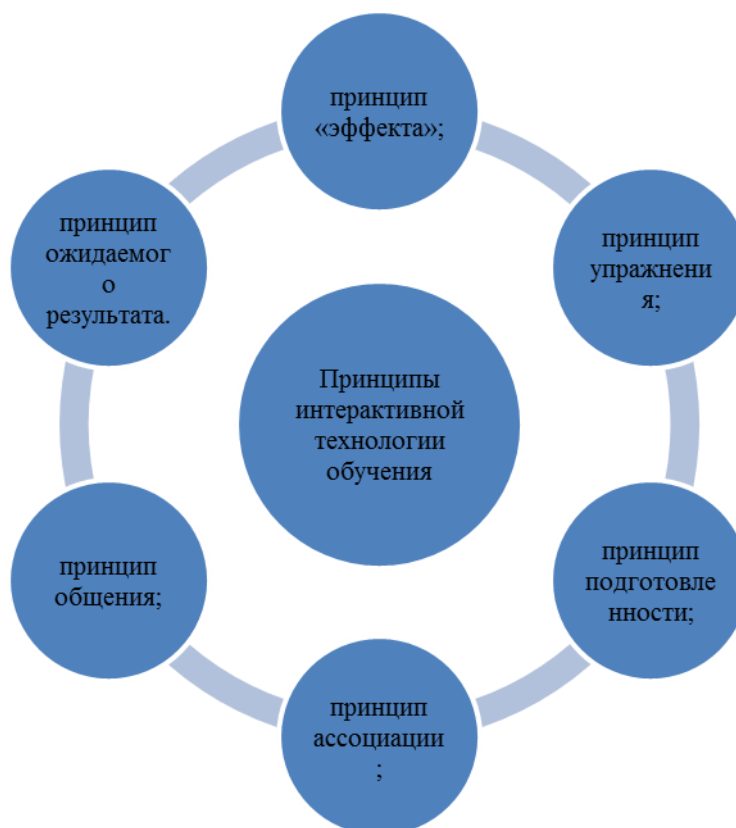 принцип
«эффекта»;
принцип
упражнени
я;
принцип
подготовле
нности;
принцип
ассоциации
;
принцип
общения;
принцип
ожидаемог
о
результата.
Принципы
интерактивной
технологии
обучения